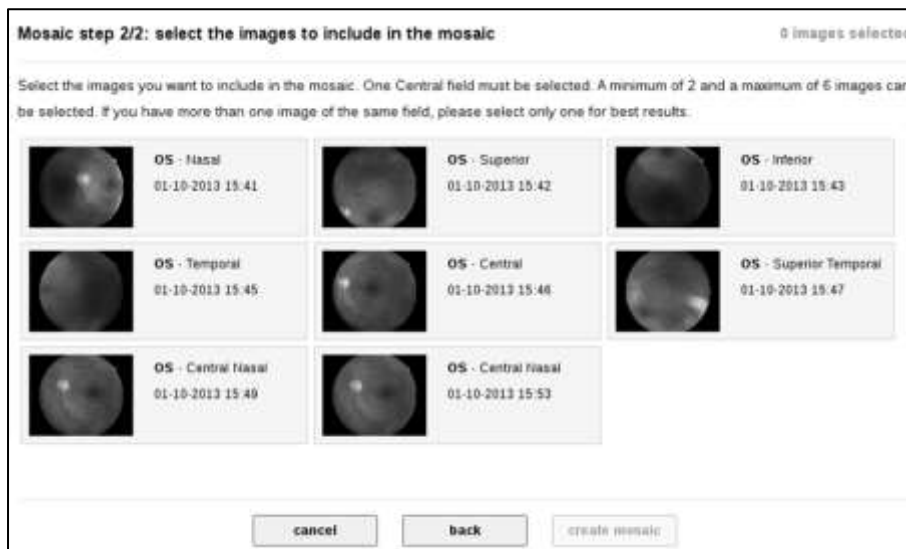 Mosaic step 2/2: select the images to include in the mosaic
0 images selected
Select the images you want to include in the mosaic. One Central field must be selected. A minimum of 2 and a maximum of 6 images can
be selected. If you have more than one image of the same field, please select only one for best results.
OS - Nasal
01-10-2013 15:41
OS - Superior
01-10-2013 15:42
OS - Inferior
01-10-2013 15:43
OS - Temporal
01-10-2013 15:45
OS - Central
01-10-2013 15:46
OS - Superior Temporal
01-10-2013 15:47
OS - Central Nasal
01-10-2013 15:49
OS - Central Nasal
01-10-2013 15:53
cancel
back
create mosaic